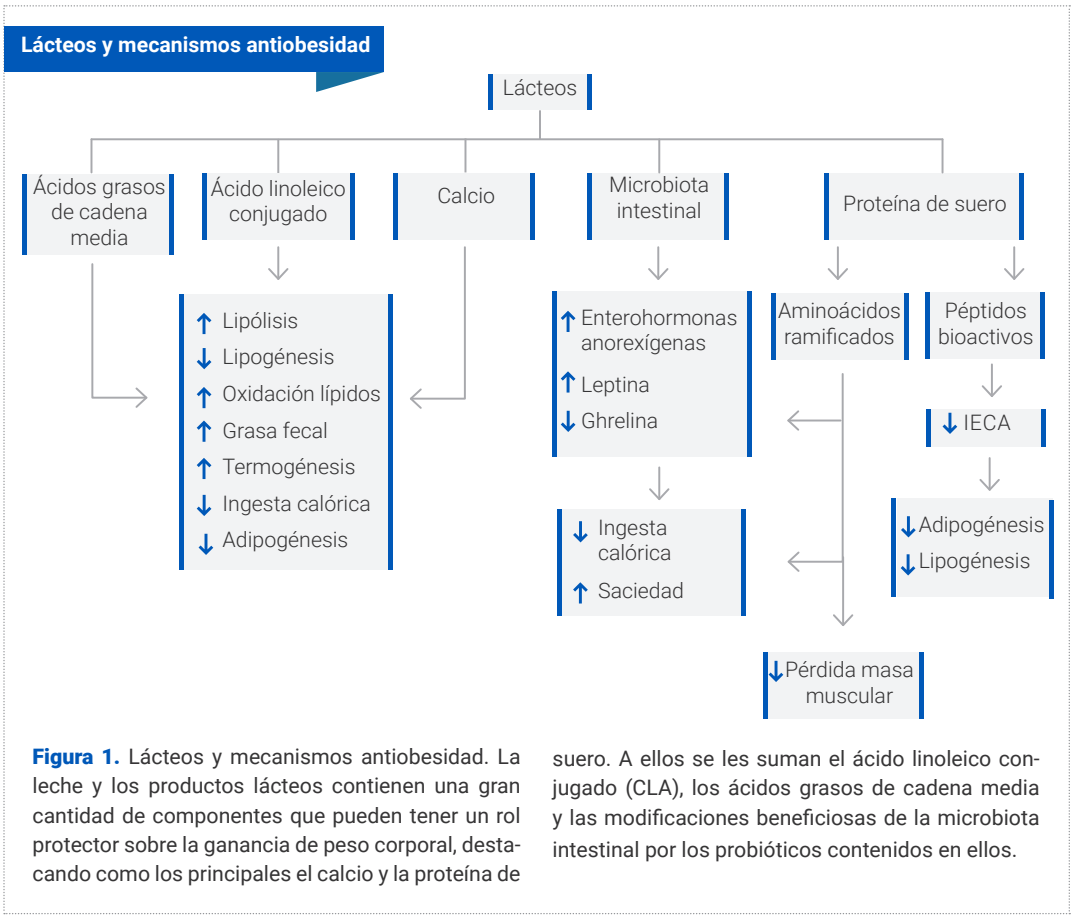 Lácteos y mecanismos antiobesidad
Lácteos
Ácidos grasos
de cadena
media
Ácido linoleico
conjugado
Calcio
Microbiota
intestinal
Proteína de suero
↑ Lipólisis
↓ Lipogénesis
↑ Oxidación lípidos
↑ Grasa fecal
↑ Termogénesis
↓ Ingesta calórica
↓ Adipogénesis
↑ Enterohormonas
anorexígenas
↑ Leptina
↓ Ghrelina
↓ Ingesta
calórica
↑ Saciedad
Aminoácidos
ramificados
↓ Pérdida masa
muscular
Péptidos
bioactivos
↓ IECA
↓ Adipogénesis
↓ Lipogénesis
Figura 1. Lácteos y mecanismos antiobesidad. La
leche y los productos lácteos contienen una gran
cantidad de componentes que pueden tener un rol
protector sobre la ganancia de peso corporal, desta-
cando como los principales el calcio y la proteína de
suero. A ellos se les suman el ácido linoleico con-
jugado (CLA), los ácidos grasos de cadena media
y las modificaciones beneficiosas de la microbiota
intestinal por los probióticos contenidos en ellos.